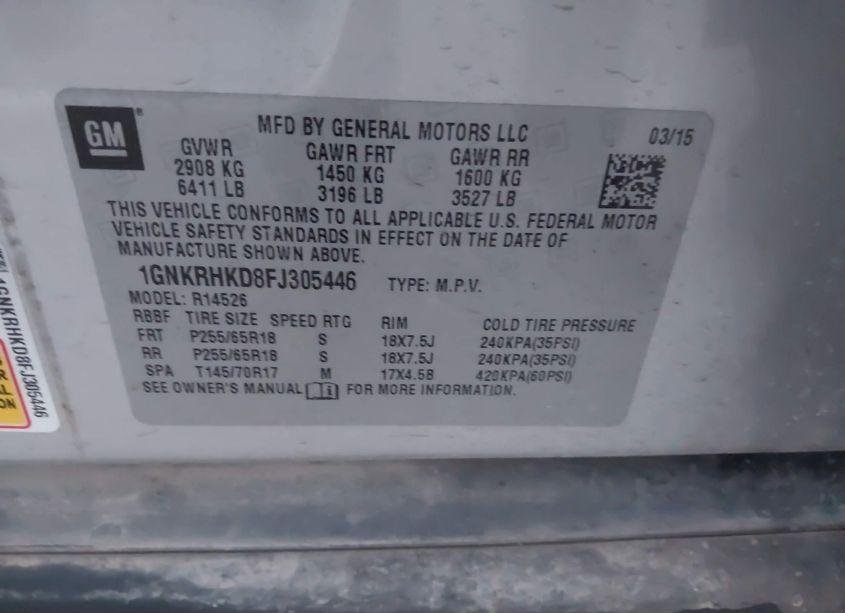 GM
MFD BY GENERAL MOTORS LLC
03/15
GVWR GAWR FRT GAWR RR
2908 KG 1450 KG 1600 KG
6411 LB 3196 LB 3527 LB
THIS VEHICLE CONFORMS TO ALL APPLICABLE U.S. FEDERAL MOTOR
VEHICLE SAFETY STANDARDS IN EFFECT ON THE DATE OF
MANUFACTURE SHOWN ABOVE.
1GNKRHKD8FJ305446 TYPE: M.P.V.
MODEL: R14526
RBBF TIRE SIZE SPEED RTG RIM COLD TIRE PRESSURE
FRT P255/65R18 S 18X7.5J 240KPA(35PSI)
RR P255/65R18 S 18X7.5J 240KPA(35PSI)
SPA T145/70R17 M 17X4.5B 420KPA(60PSI)
SEE OWNER'S MANUAL FOR MORE INFORMATION.
1GNKRHKD8FJ305446